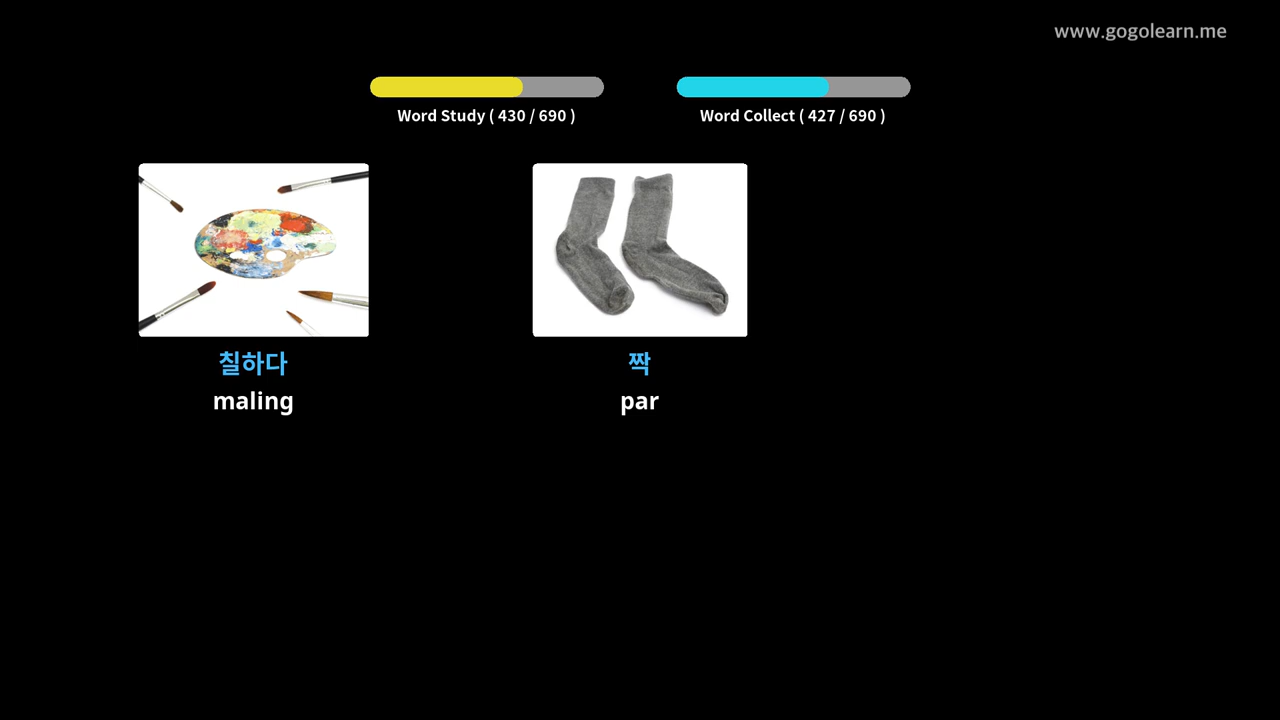 www.gogolearn.me
Word Study ( 430 / 690 )
Word Collect ( 427 / 690 )
칠하다
maling
짝
par